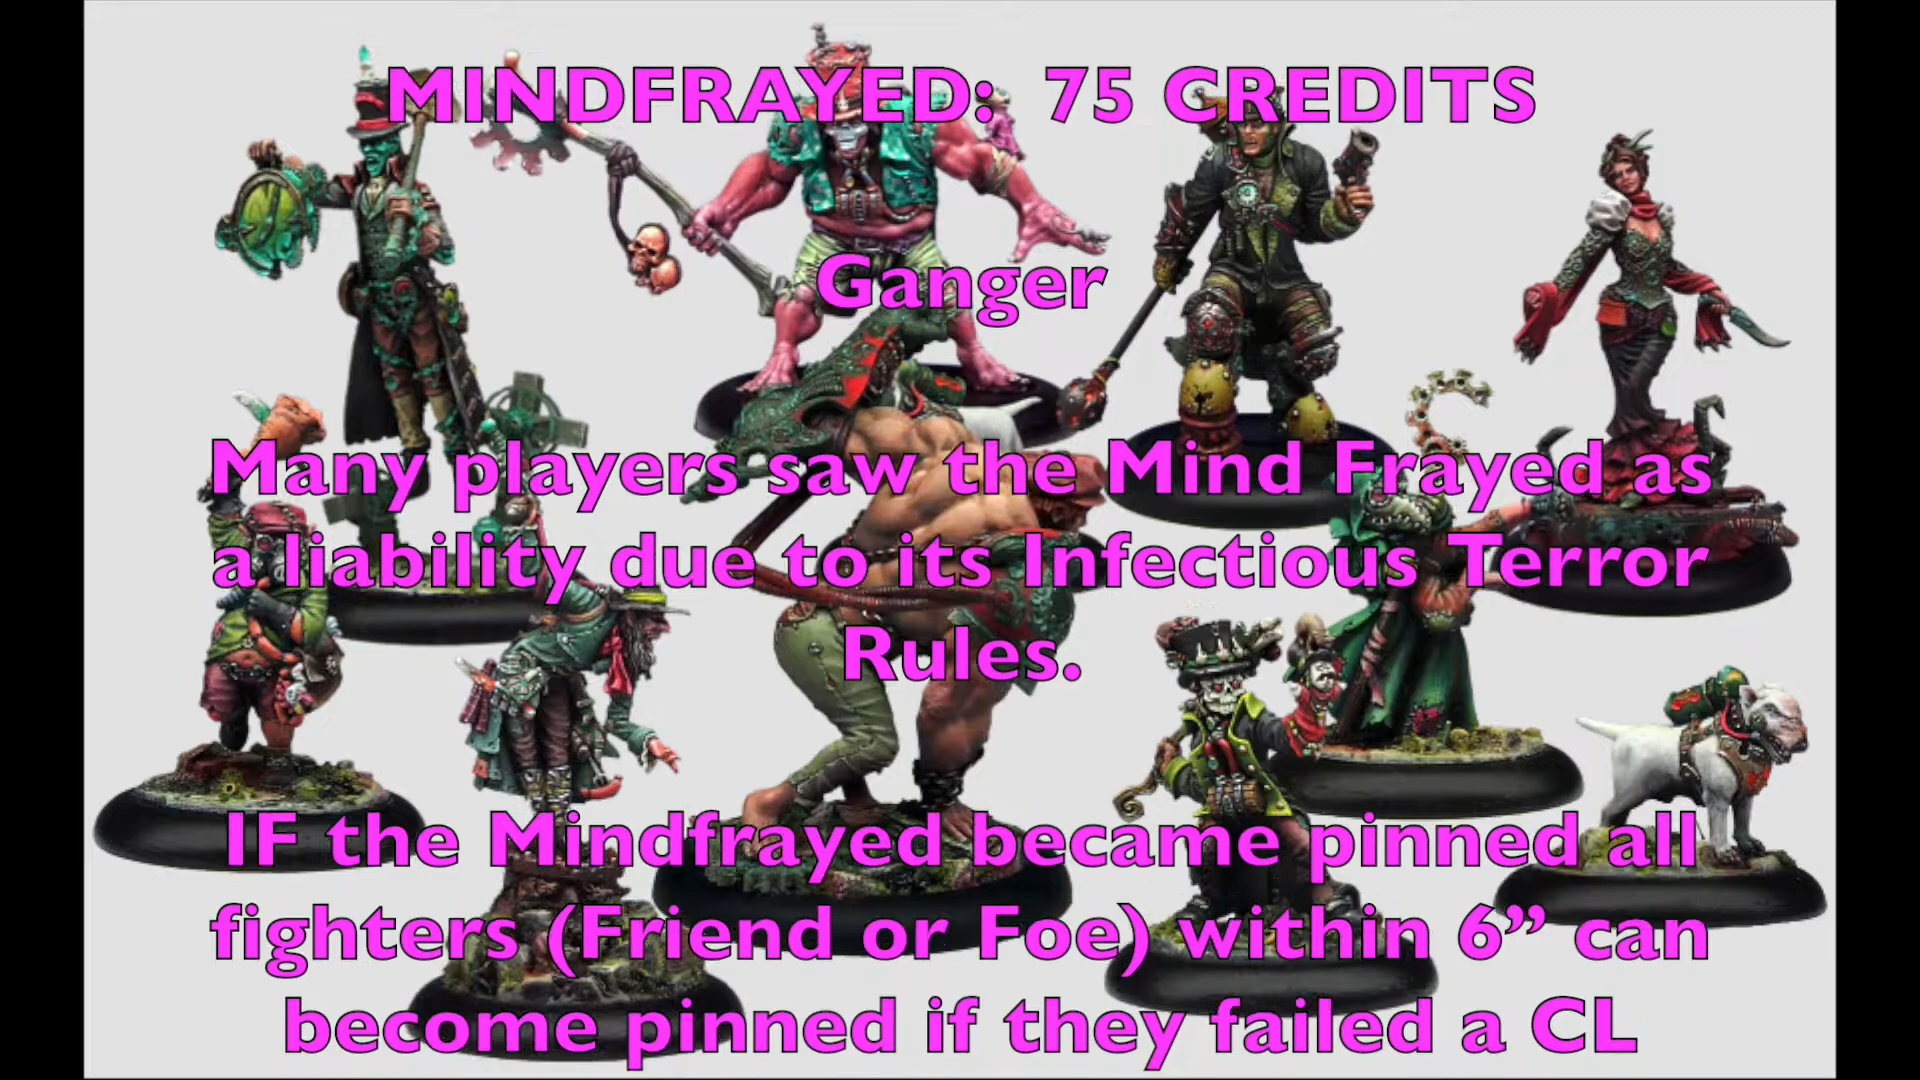 MINDFRAYED: 75 CREDITS
Ganger
Many players saw the Mind Frayed as
a liability due to its Infectious Terror
Rules.
IF the Mindfrayed became pinned all
fighters (Friend or Foe) within 6” can
become pinned if they failed a CL